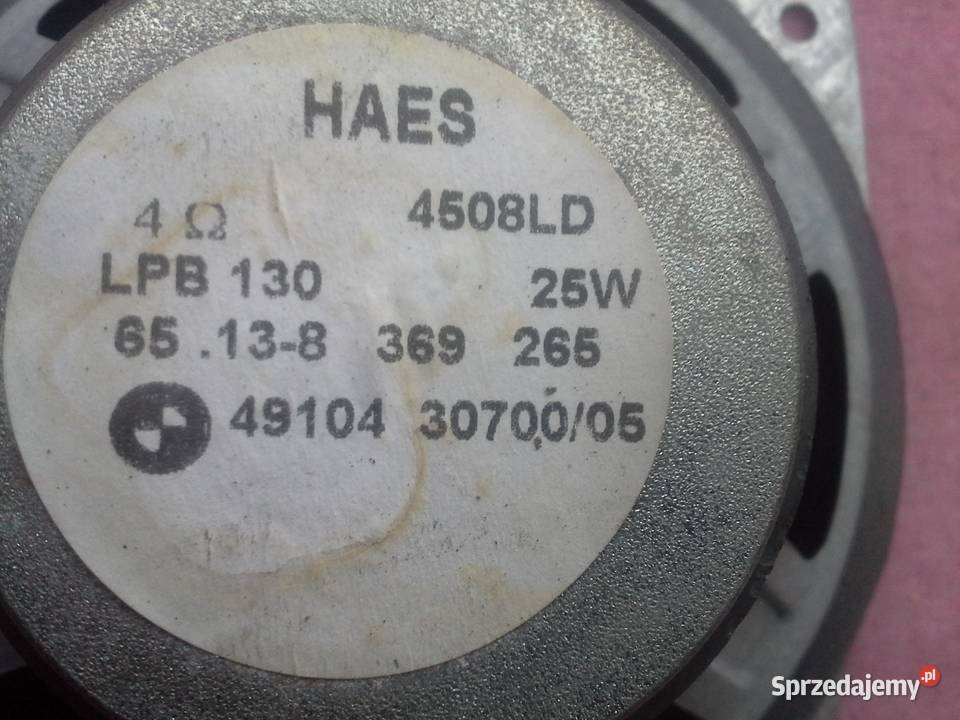 HAES
4 Ω 4508LD
LPB 130 25W
65 .13-8 369 265
49104 30700/05
Sprzedajemy.pl